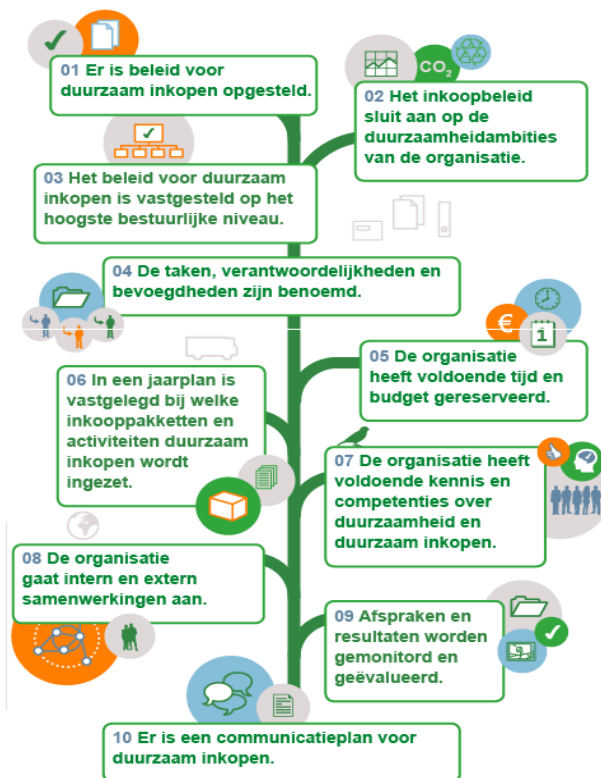 01 Er is beleid voor
duurzaam inkopen opgesteld.
CO₂
02 Het inkoopbeleid
sluit aan op de
duurzaamheidambities
van de organisatie.
03 Het beleid voor duurzaam
inkopen is vastgesteld op het
hoogste bestuurlijke niveau.
04 De taken, verantwoordelijkheden en
bevoegdheden zijn benoemd.
€
1
05 De organisatie
heeft voldoende tijd en
budget gereserveerd.
06 In een jaarplan is
vastgelegd bij welke
inkooppakketten en
activiteiten duurzaam
inkopen wordt
ingezet.
07 De organisatie heeft
voldoende kennis en
competenties over
duurzaamheid en
duurzaam inkopen.
08 De organisatie
gaat intern en extern
samenwerkingen aan.
09 Afspraken en
resultaten worden
gemonitord en
geëvalueerd.
10 Er is een communicatieplan voor
duurzaam inkopen.